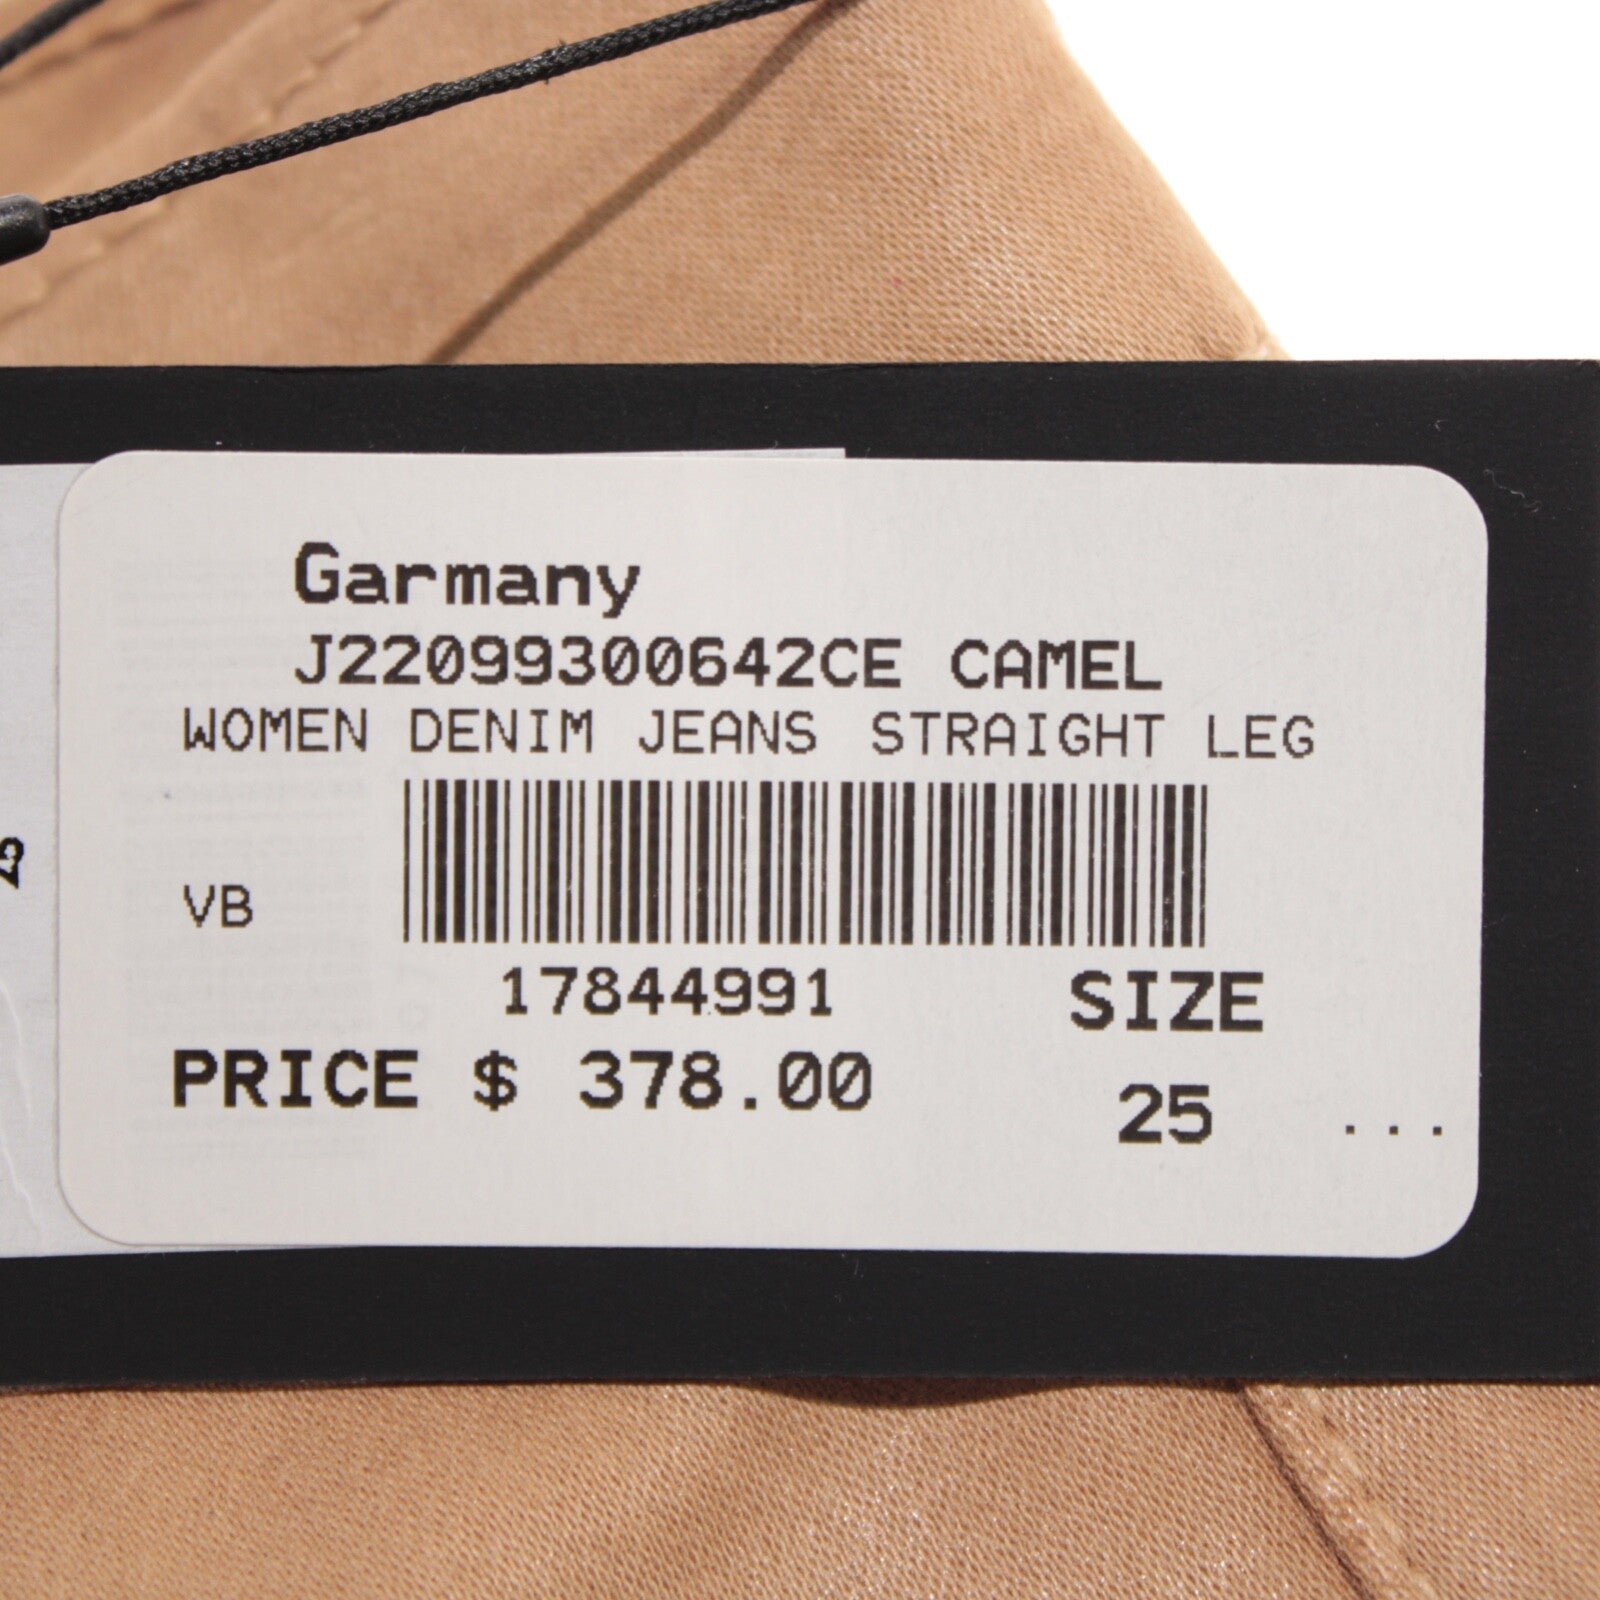 Garmany
J22099300642CE CAMEL
WOMEN DENIM JEANS STRAIGHT LEG
VB
17844991
SIZE
PRICE $ 378.00
25 ...